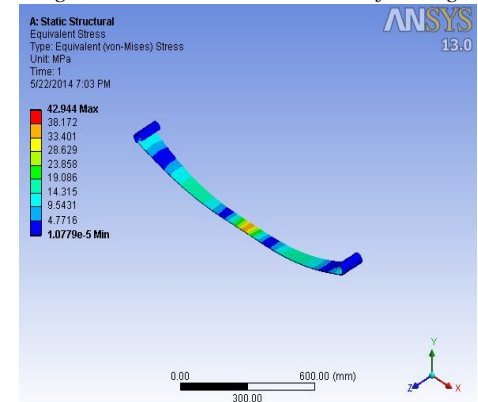 A: Static Structural
Equivalent Stress
Type: Equivalent (von-Mises) Stress
Unit: MPa
Time: 1
5/22/2014 7:03 PM
ANSYS
13.0
42.944 Max
38.172
33.401
28.629
23.858
19.086
14.315
9.5431
4.7716
1.0779e-5 Min
0.00
600.00 (mm)
300.00
Y
Z
X